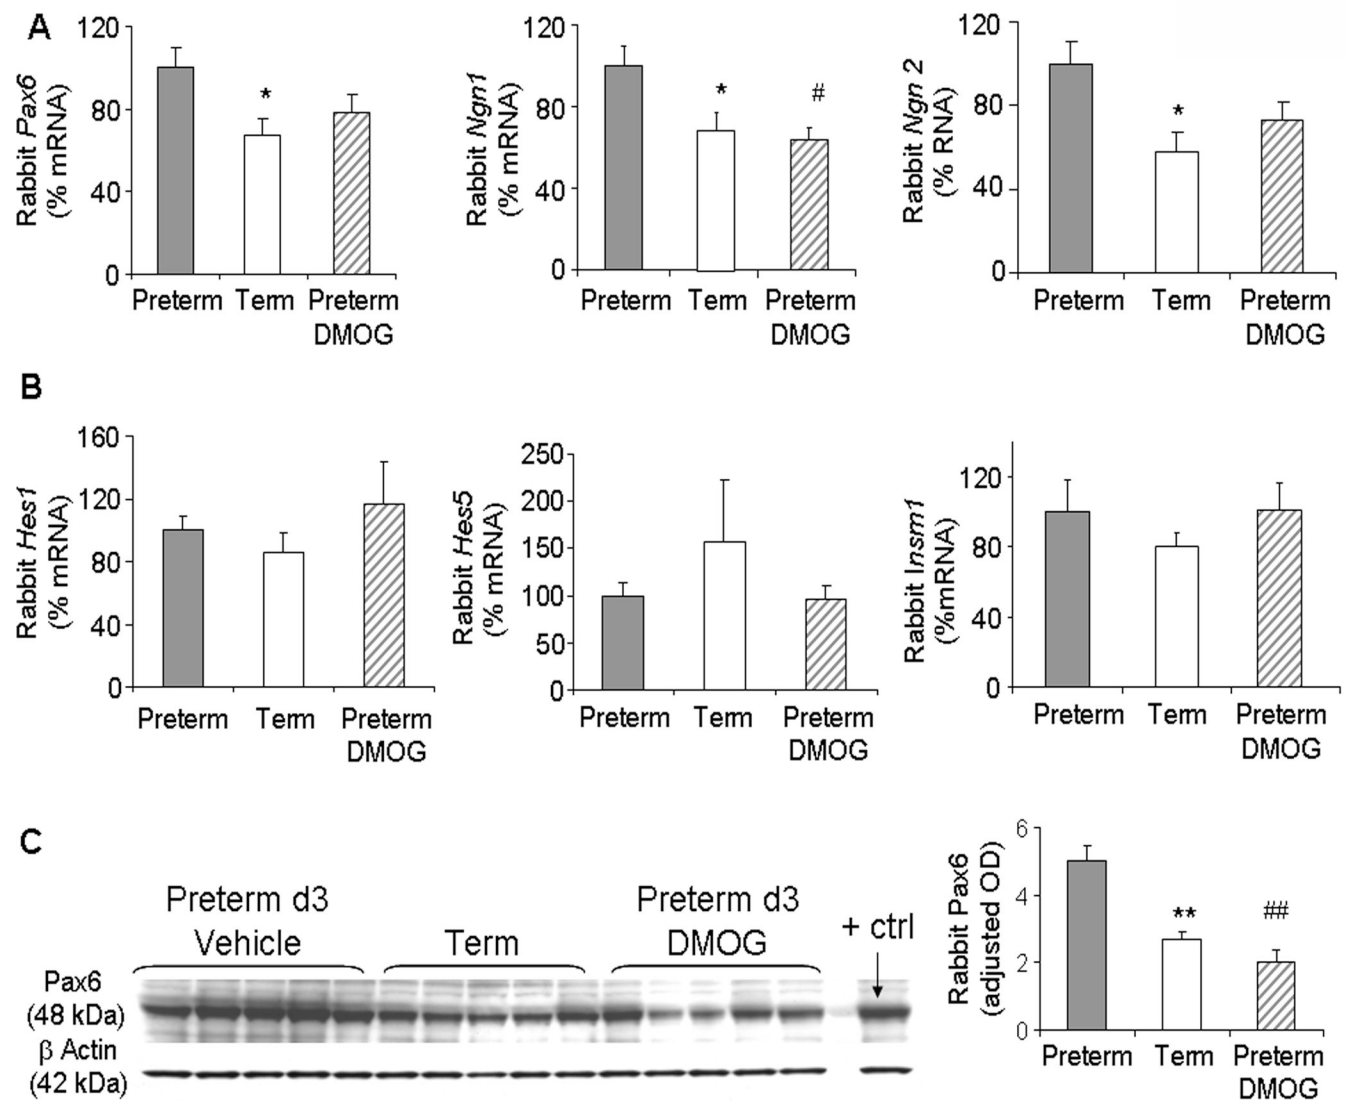 A
Rabbit Pax6
(% mRNA)
120
80
40
0
*
Preterm Term Preterm
DMOG
Rabbit Ngn1
(% mRNA)
120
80
40
0
*
#
Preterm Term Preterm
DMOG
Rabbit Ngn 2
(% RNA)
120
80
40
0
*
Preterm Term Preterm
DMOG
B
Rabbit Hes1
(% mRNA)
160
120
80
40
0
Preterm Term Preterm
DMOG
Rabbit Hes5
(% mRNA)
250
200
150
100
50
0
Preterm Term Preterm
DMOG
Rabbit Insm1
(%mRNA)
120
80
40
0
Preterm Term Preterm
DMOG
C
Preterm d3
Vehicle
Term
Preterm d3
DMOG
+ ctrl
Pax6
(48 kDa)
β Actin
(42 kDa)
Rabbit Pax6
(adjusted OD)
6
4
2
0
**
##
Preterm Term Preterm
DMOG